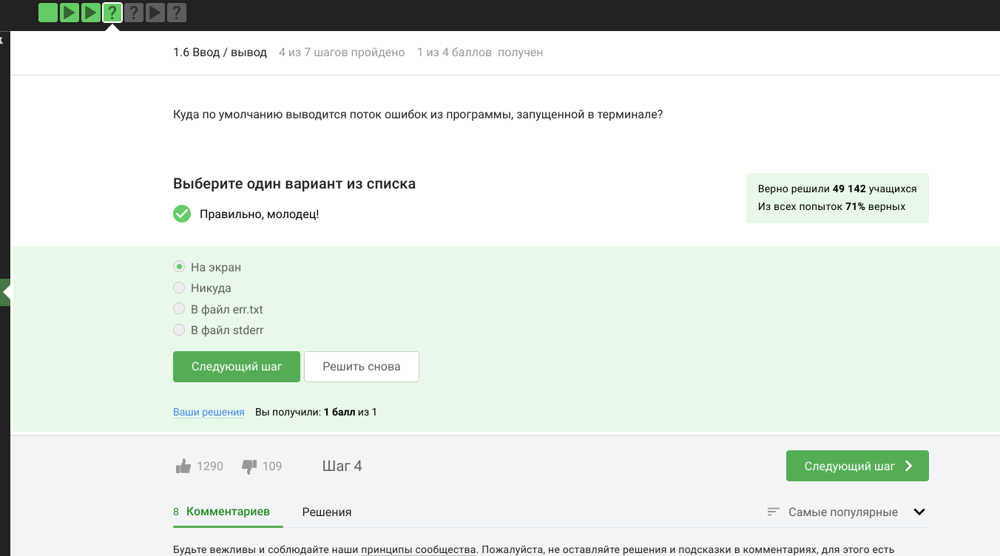 ? ? ?
1.6 Ввод / вывод 4 из 7 шагов пройдено 1 из 4 баллов получен
Куда по умолчанию выводится поток ошибок из программы, запущенной в терминале?
Выберите один вариант из списка
Правильно, молодец!
Верно решили 49 142 учащихся
Из всех попыток 71% верных
На экран
Никуда
В файл err.txt
В файл stderr
Следующий шаг Решить снова
Ваши решения Вы получили: 1 балл из 1
1290 109 Шаг 4 Следующий шаг
8 Комментариев Решения Самые популярные
Будьте вежливы и соблюдайте наши принципы сообщества. Пожалуйста, не оставляйте решения и подсказки в комментариях, для этого есть